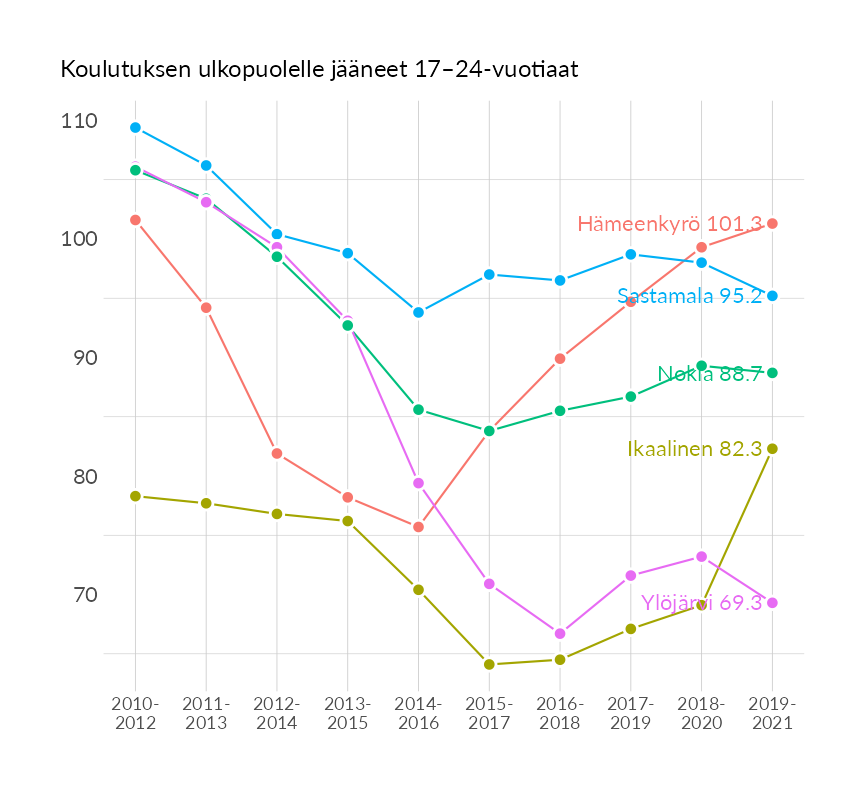 Koulutuksen ulkopuolelle jääneet 17–24-vuotiaat
110
100
90
80
70
Hämeenkyrö 101.3
Sastamala 95.2
Nokia 88.7
Ikaalinen 82.3
Ylöjärvi 69.3
2010- 2011- 2012- 2013- 2014- 2015- 2016- 2017- 2018- 2019-
2012 2013 2014 2015 2016 2017 2018 2019 2020 2021